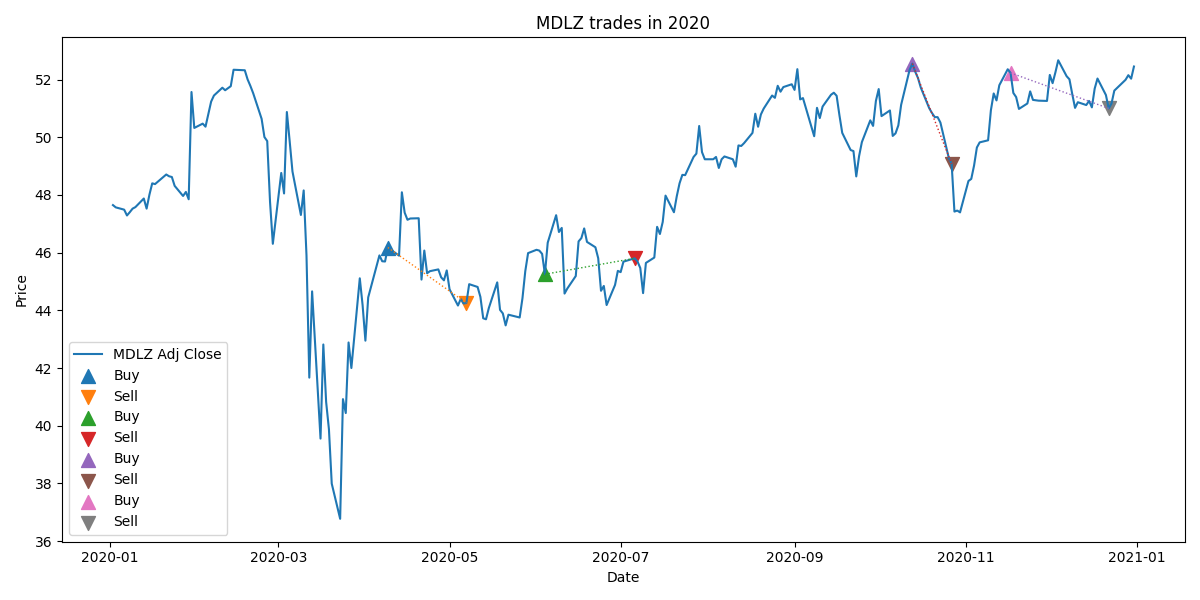 MDLZ trades in 2020
Price
52
50
48
46
44
42
40
38
36
MDLZ Adj Close
Buy
Sell
Buy
Sell
Buy
Sell
Buy
Sell
2020-01
2020-03
2020-05
2020-07
2020-09
2020-11
2021-01
Date